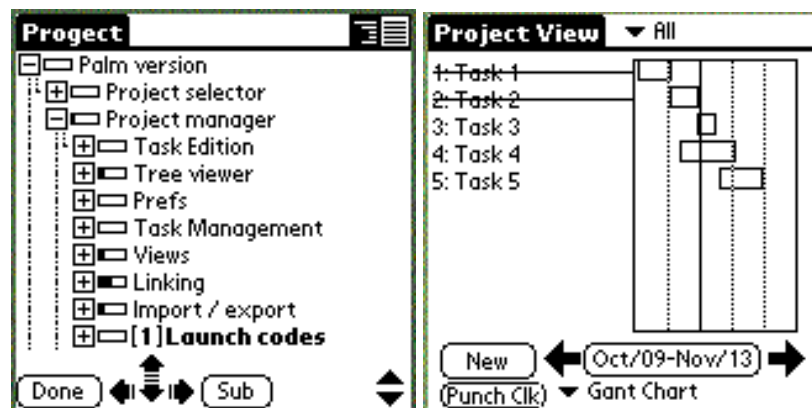 Progect
Palm version
Project selector
Project manager
Task Edition
Tree viewer
Prefs
Task Management
Views
Linking
Import / export
[1]Launch codes
Done
Sub
Project View
All
1: Task 1
2: Task 2
3: Task 3
4: Task 4
5: Task 5
New
Oct/09-Nov/13
Punch Clk
Gant Chart